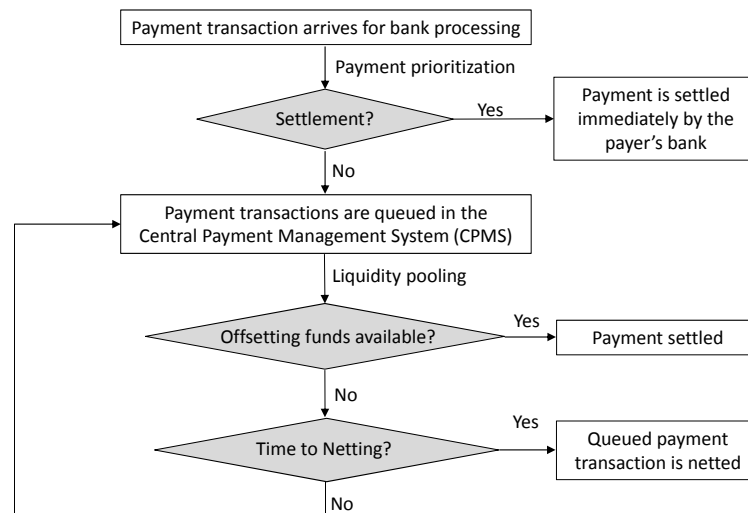 Payment transaction arrives for bank processing
Payment prioritization
Settlement?
Yes
Payment is settled
immediately by the
payer's bank
No
Payment transactions are queued in the
Central Payment Management System (CPMS)
Liquidity pooling
Offsetting funds available?
Yes
Payment settled
No
Time to Netting?
Yes
Queued payment
transaction is netted
No